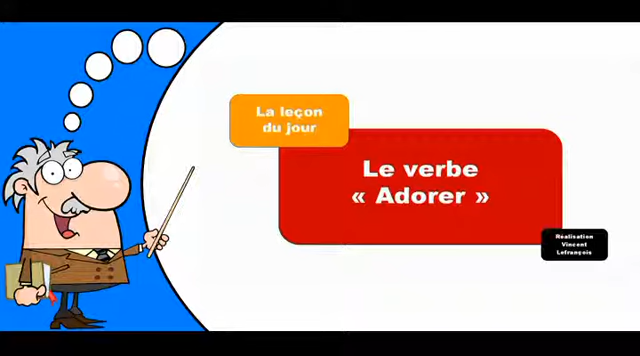 La leçon
du jour
Le verbe
« Adorer »
Réalisation
Vincent
Lefrançois